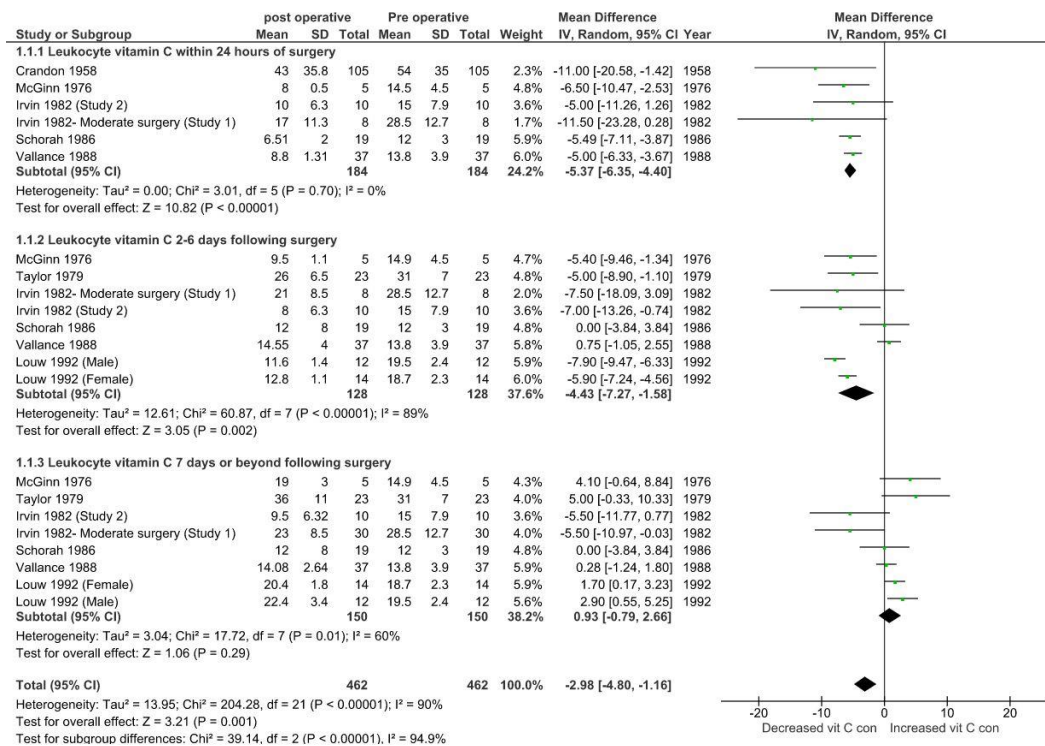 post operative Pre operative Mean Difference Mean Difference
Study or Subgroup Mean SD Total Mean SD Total Weight IV, Random, 95% CI Year IV, Random, 95% CI
1.1.1 Leukocyte vitamin C within 24 hours of surgery
Crandon 1958 43 35.8 105 54 35 105 2.3% -11.00 [-20.58, -1.42] 1958
McGinn 1976 8 0.5 5 14.5 4.5 5 4.8% -6.50 [-10.47, -2.53] 1976
Irvin 1982 (Study 2) 10 6.3 10 15 7.9 10 3.6% -5.00 [-11.26, 1.26] 1982
Irvin 1982- Moderate surgery (Study 1) 17 11.3 8 28.5 12.7 8 1.7% -11.50 [-23.28, 0.28] 1982
Schorah 1986 6.51 2 19 12 3 19 5.9% -5.49 [-7.11, -3.87] 1986
Vallance 1988 8.8 1.31 37 13.8 3.9 37 6.0% -5.00 [-6.33, -3.67] 1988
Subtotal (95% CI) 184 184 24.2% -5.37 [-6.35, -4.40]
Heterogeneity: Tau² = 0.00; Chi² = 3.01, df = 5 (P = 0.70); I² = 0%
Test for overall effect: Z = 10.82 (P < 0.00001)
1.1.2 Leukocyte vitamin C 2-6 days following surgery
McGinn 1976 9.5 1.1 5 14.9 4.5 5 4.7% -5.40 [-9.46, -1.34] 1976
Taylor 1979 26 6.5 23 31 7 23 4.8% -5.00 [-8.90, -1.10] 1979
Irvin 1982- Moderate surgery (Study 1) 21 8.5 8 28.5 12.7 8 2.0% -7.50 [-18.09, 3.09] 1982
Irvin 1982 (Study 2) 8 6.3 10 15 7.9 10 3.6% -7.00 [-13.26, -0.74] 1982
Schorah 1986 12 8 19 12 3 19 4.8% 0.00 [-3.84, 3.84] 1986
Vallance 1988 14.55 4 37 13.8 3.9 37 5.8% 0.75 [-1.05, 2.55] 1988
Louw 1992 (Male) 11.6 1.4 12 19.5 2.4 12 5.9% -7.90 [-9.47, -6.33] 1992
Louw 1992 (Female) 12.8 1.1 14 18.7 2.3 14 6.0% -5.90 [-7.24, -4.56] 1992
Subtotal (95% CI) 128 128 37.6% -4.43 [-7.27, -1.58]
Heterogeneity: Tau² = 12.61; Chi² = 60.87, df = 7 (P < 0.00001); I² = 89%
Test for overall effect: Z = 3.05 (P = 0.002)
1.1.3 Leukocyte vitamin C 7 days or beyond following surgery
McGinn 1976 19 3 5 14.9 4.5 5 4.3% 4.10 [-0.64, 8.84] 1976
Taylor 1979 36 11 23 31 7 23 4.0% 5.00 [-0.33, 10.33] 1979
Irvin 1982 (Study 2) 9.5 6.32 10 15 7.9 10 3.6% -5.50 [-11.77, 0.77] 1982
Irvin 1982- Moderate surgery (Study 1) 23 8.5 30 28.5 12.7 30 4.0% -5.50 [-10.97, -0.03] 1982
Schorah 1986 12 8 19 12 3 19 4.8% 0.00 [-3.84, 3.84] 1986
Vallance 1988 14.08 2.64 37 13.8 3.9 37 5.9% 0.28 [-1.24, 1.80] 1988
Louw 1992 (Female) 20.4 1.8 14 18.7 2.3 14 5.9% 1.70 [0.17, 3.23] 1992
Louw 1992 (Male) 22.4 3.4 12 19.5 2.4 12 5.6% 2.90 [0.55, 5.25] 1992
Subtotal (95% CI) 150 150 38.2% 0.93 [-0.79, 2.66]
Heterogeneity: Tau² = 3.04; Chi² = 17.72, df = 7 (P = 0.01); I² = 60%
Test for overall effect: Z = 1.06 (P = 0.29)
Total (95% CI) 462 462 100.0% -2.98 [-4.80, -1.16]
Heterogeneity: Tau² = 13.95; Chi² = 204.28, df = 21 (P < 0.00001); I² = 90%
Test for overall effect: Z = 3.21 (P = 0.001)
Test for subgroup differences: Chi² = 39.14, df = 2 (P < 0.00001), I² = 94.9%
-20 -10 0 10 20
Decreased vit C con Increased vit C con